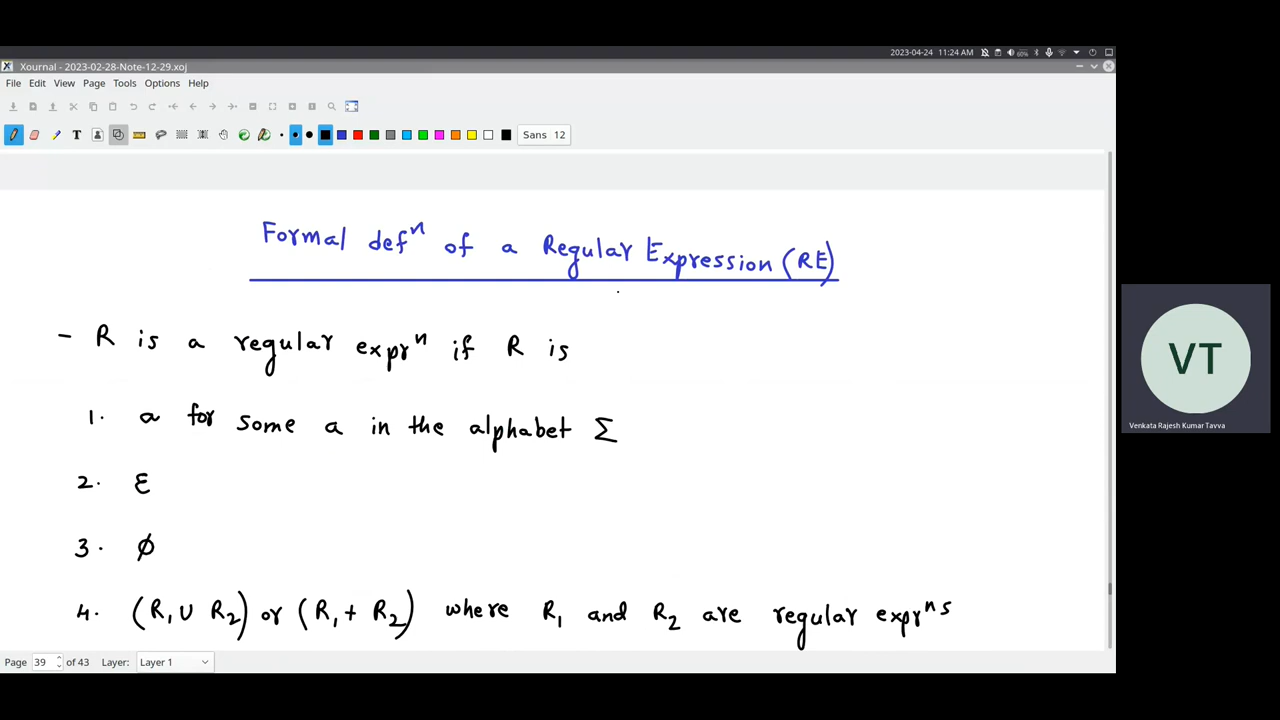 2023-04-24 11:24 AM
Xournal - 2023-02-28-Note-12-29.xoj
File Edit View Page Tools Options Help
Sans 12
Formal defⁿ of a Regular Expression (RE)
- R is a regular exprⁿ if R is
1. a for some a in the alphabet Σ
2. ε
3. ϕ
4. (R₁ ∪ R₂) or (R₁ + R₂) where R₁ and R₂ are regular exprⁿs
VT
Venkata Rajesh Kumar Tavva
Page 39 of 43 Layer: Layer 1